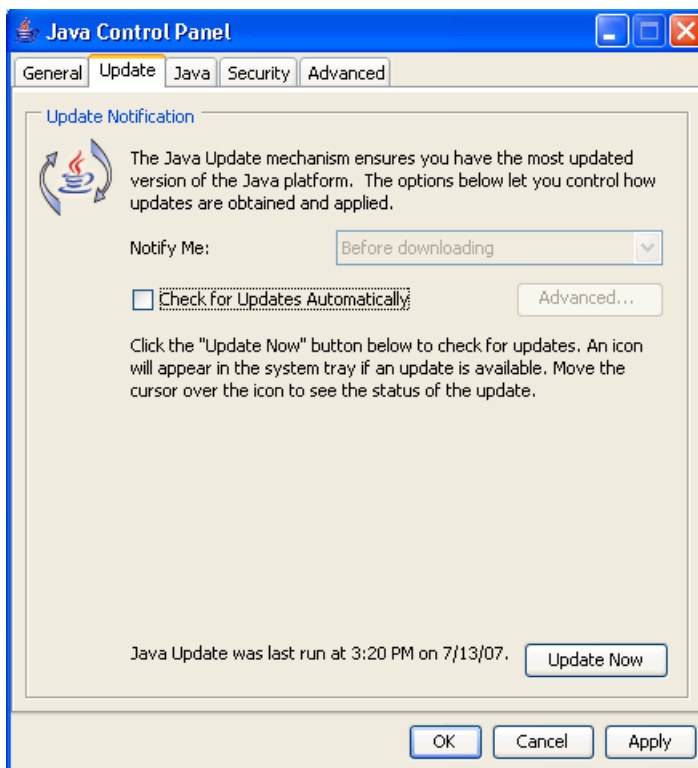 Java Control Panel
General Update Java Security Advanced
Update Notification
The Java Update mechanism ensures you have the most updated
version of the Java platform. The options below let you control how
updates are obtained and applied.
Notify Me: Before downloading
Check for Updates Automatically Advanced...
Click the "Update Now" button below to check for updates. An icon
will appear in the system tray if an update is available. Move the
cursor over the icon to see the status of the update.
Java Update was last run at 3:20 PM on 7/13/07. Update Now
OK Cancel Apply